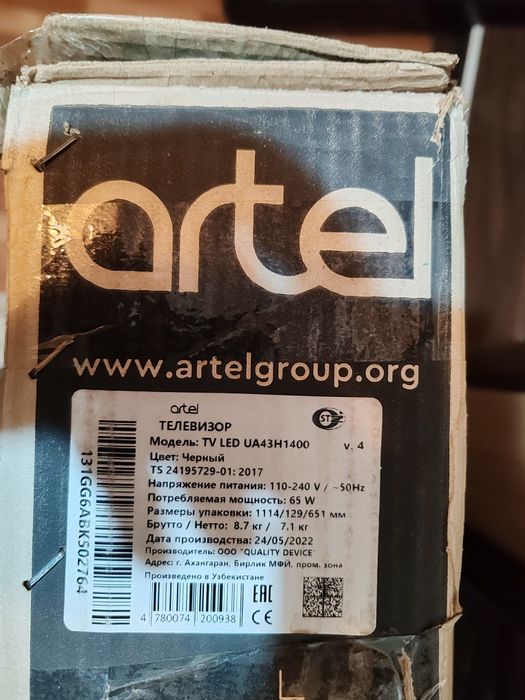 artel
www.artelgroup.org
artel
ТЕЛЕВИЗОР
Модель: TV LED UA43H1400 v. 4
Цвет: Черный
TS 24195729-01: 2017
Напряжение питания: 110-240 V / ~50Hz
Потребляемая мощность: 65 W
Размеры упаковки: 1114/129/651 мм
Брутто / Нетто: 8.7 кг / 7.1 кг
Дата производства: 24/05/2022
Производитель: ООО "QUALITY DEVICE"
Адрес: г. Ахангаран, Бирлик МФЙ, пром. зона
Произведено в Узбекистане
4 780074 200938
EAC
CE
131GG6ABKS02764